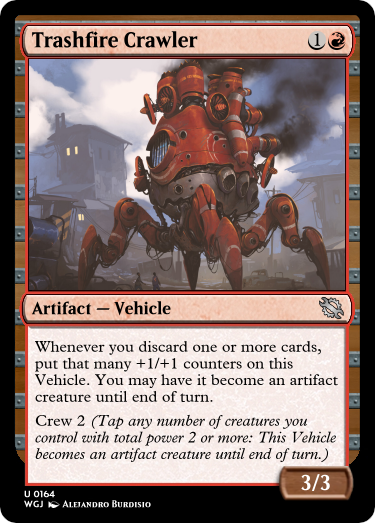 Trashfire Crawler 1
Artifact — Vehicle
Whenever you discard one or more cards,
put that many +1/+1 counters on this
Vehicle. You may have it become an artifact
creature until end of turn.
Crew 2 (Tap any number of creatures you
control with total power 2 or more: This Vehicle
becomes an artifact creature until end of turn.)
3/3
U 0164
WGJ Alejandro Burdisio